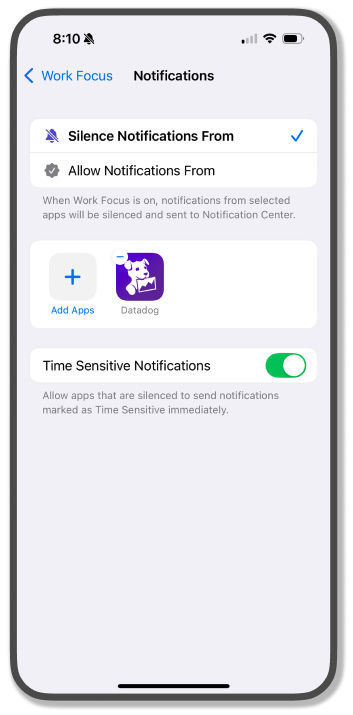 8:10
Work Focus
Notifications
Silence Notifications From
Allow Notifications From
When Work Focus is on, notifications from selected
apps will be silenced and sent to Notification Center.
Add Apps
Datadog
Time Sensitive Notifications
Allow apps that are silenced to send notifications
marked as Time Sensitive immediately.